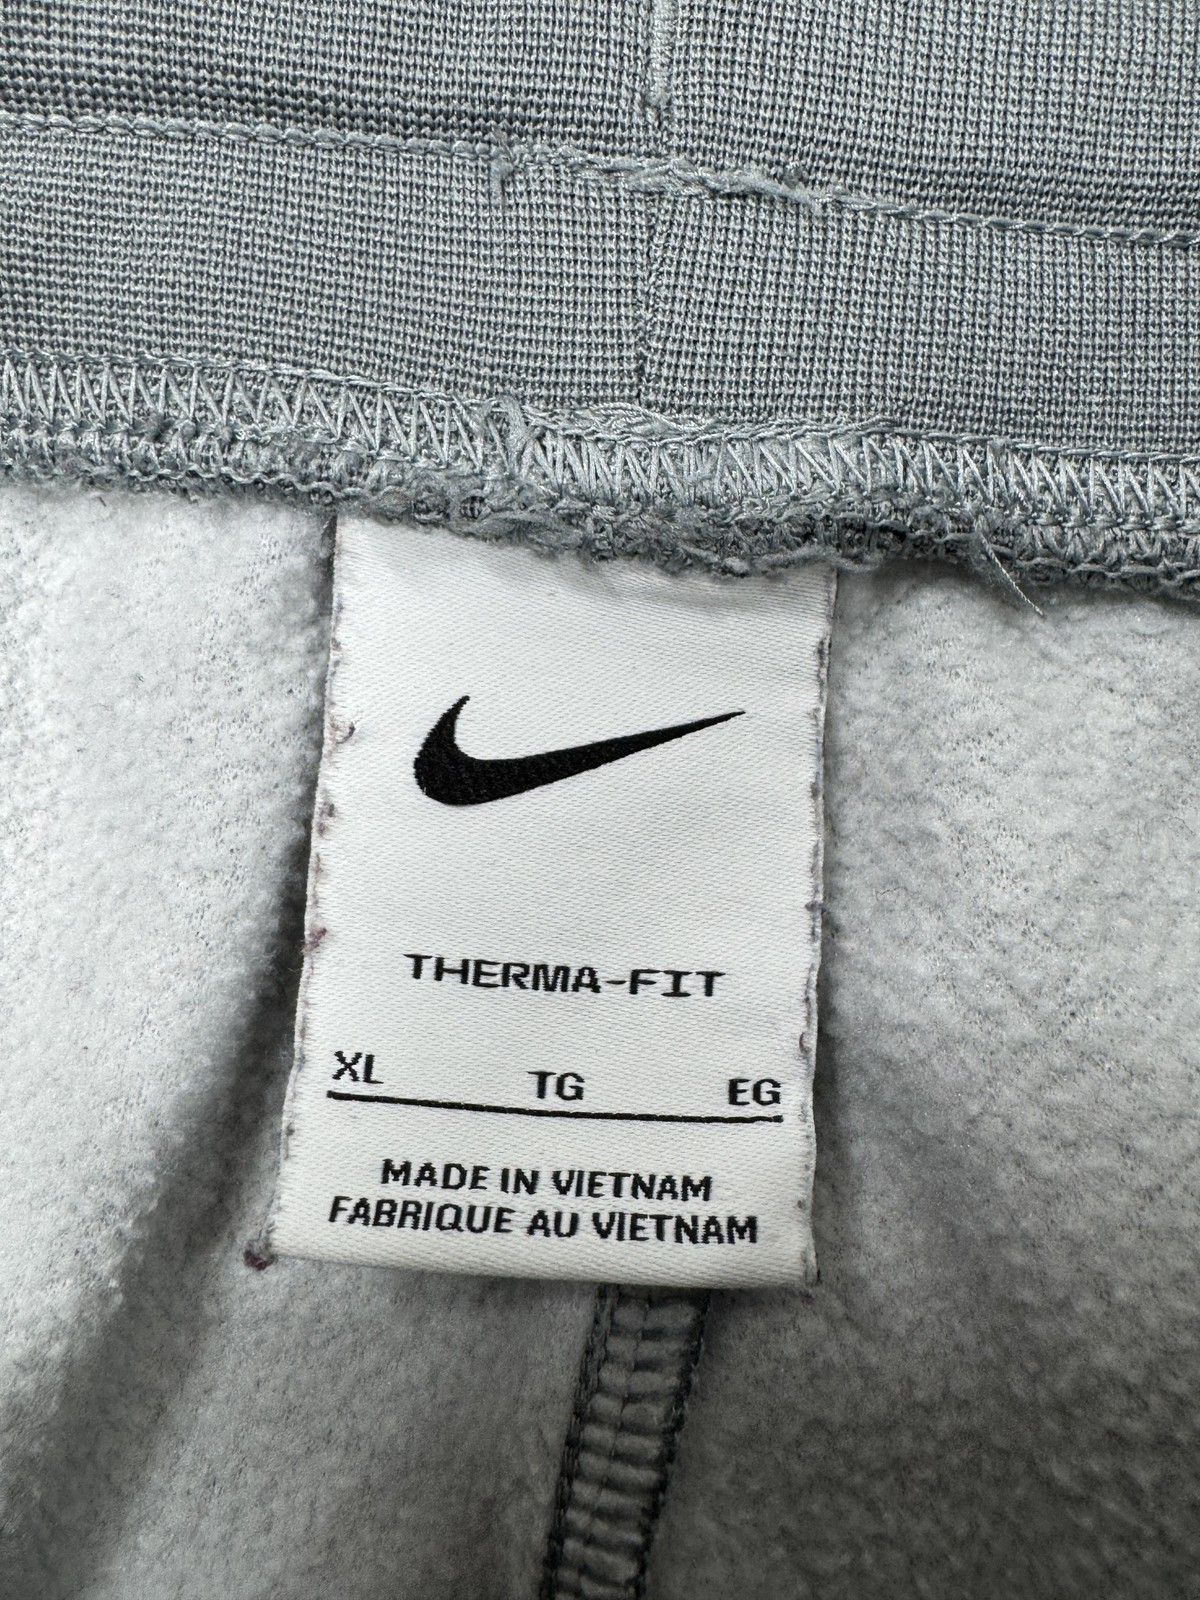 THERMA-FIT
XL TG EG
MADE IN VIETNAM
FABRIQUE AU VIETNAM